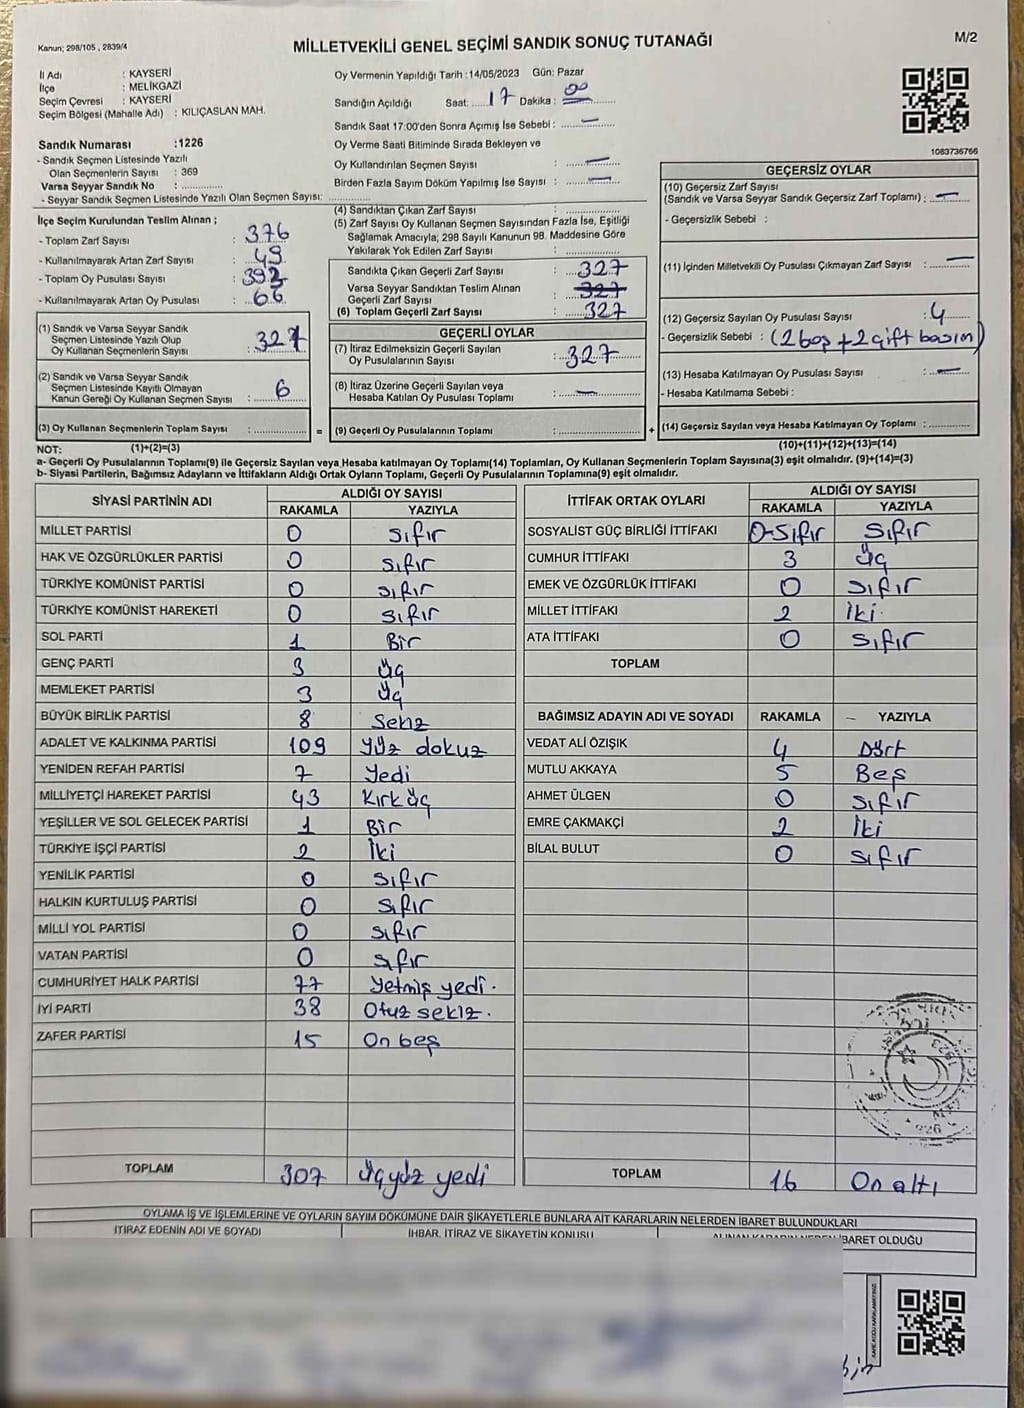 Kanun; 298/105 , 2839/4
MİLLETVEKİLİ GENEL SEÇİMİ SANDIK SONUÇ TUTANAĞI
M/2
İl Adı : KAYSERİ
İlçe : MELİKGAZİ
Seçim Çevresi : KAYSERİ
Seçim Bölgesi (Mahalle Adı) : KILIÇASLAN MAH.
Sandık Numarası :1226
- Sandık Seçmen Listesinde Yazılı
Olan Seçmenlerin Sayısı : 369
Varsa Seyyar Sandık No : ..............
- Seyyar Sandık Seçmen Listesinde Yazılı Olan Seçmen Sayısı: ..............
Oy Vermenin Yapıldığı Tarih :14/05/2023 Gün: Pazar
Sandığın Açıldığı Saat: 17 Dakika : 00
Sandık Saat 17:00'den Sonra Açımış İse Sebebi : —
Oy Verme Saati Bitiminde Sırada Bekleyen ve
Oy Kullandırılan Seçmen Sayısı : —
Birden Fazla Sayım Döküm Yapılmış İse Sayısı : —
1083736766
İlçe Seçim Kurulundan Teslim Alınan ;
- Toplam Zarf Sayısı : 376
- Kullanılmayarak Artan Zarf Sayısı : 49
- Toplam Oy Pusulası Sayısı : 393
- Kullanılmayarak Artan Oy Pusulası : 66
(1) Sandık ve Varsa Seyyar Sandık
Seçmen Listesinde Yazılı Olup
Oy Kullanan Seçmenlerin Sayısı : 327
(2) Sandık ve Varsa Seyyar Sandık
Seçmen Listesinde Kayıtlı Olmayan
Kanun Gereği Oy Kullanan Seçmen Sayısı : 6
(3) Oy Kullanan Seçmenlerin Toplam Sayısı : .............. =
(4) Sandıktan Çıkan Zarf Sayısı : ..............
(5) Zarf Sayısı Oy Kullanan Seçmen Sayısından Fazla İse, Eşitliği
Sağlamak Amacıyla; 298 Sayılı Kanunun 98. Maddesine Göre
Yakılarak Yok Edilen Zarf Sayısı : ..............
Sandıkta Çıkan Geçerli Zarf Sayısı : 327
Varsa Seyyar Sandıktan Teslim Alınan
Geçerli Zarf Sayısı : 327
(6) Toplam Geçerli Zarf Sayısı : 327
GEÇERLİ OYLAR
(7) İtiraz Edilmeksizin Geçerli Sayılan
Oy Pusulalarının Sayısı : 327
(8) İtiraz Üzerine Geçerli Sayılan veya
Hesaba Katılan Oy Pusulası Toplamı : —
(9) Geçerli Oy Pusulalarının Toplamı : .............. +
GEÇERSİZ OYLAR
(10) Geçersiz Zarf Sayısı
(Sandık ve Varsa Seyyar Sandık Geçersiz Zarf Toplamı) : —
- Geçersizlik Sebebi :
(11) İçinden Milletvekili Oy Pusulası Çıkmayan Zarf Sayısı : —
(12) Geçersiz Sayılan Oy Pusulası Sayısı : 4
- Geçersizlik Sebebi : (2 boş + 2 çift basım)
(13) Hesaba Katılmayan Oy Pusulası Sayısı : —
- Hesaba Katılmama Sebebi :
(14) Geçersiz Sayılan veya Hesaba Katılmayan Oy Toplamı : ..............
NOT: (1)+(2)=(3) (10)+(11)+(12)+(13)=(14)
a- Geçerli Oy Pusulalarının Toplamı(9) ile Geçersiz Sayılan veya Hesaba katılmayan Oy Toplamı(14) Toplamları, Oy Kullanan Seçmenlerin Toplam Sayısına(3) eşit olmalıdır. (9)+(14)=(3)
b- Siyasi Partilerin, Bağımsız Adayların ve İttifakların Aldığı Ortak Oyların Toplamı, Geçerli Oy Pusulalarının Toplamına(9) eşit olmalıdır.
SİYASİ PARTİNİN ADI ALDIĞI OY SAYISI
RAKAMLA YAZIYLA
MİLLET PARTİSİ 0 Sıfır
HAK VE ÖZGÜRLÜKLER PARTİSİ 0 Sıfır
TÜRKİYE KOMÜNİST PARTİSİ 0 Sıfır
TÜRKİYE KOMÜNİST HAREKETİ 0 Sıfır
SOL PARTİ 1 Bir
GENÇ PARTİ 3 Üç
MEMLEKET PARTİSİ 3 Üç
BÜYÜK BİRLİK PARTİSİ 8 Sekiz
ADALET VE KALKINMA PARTİSİ 109 Yüz dokuz
YENİDEN REFAH PARTİSİ 7 Yedi
MİLLİYETÇİ HAREKET PARTİSİ 43 Kırk üç
YEŞİLLER VE SOL GELECEK PARTİSİ 1 Bir
TÜRKİYE İŞÇİ PARTİSİ 2 İki
YENİLİK PARTİSİ 0 Sıfır
HALKIN KURTULUŞ PARTİSİ 0 Sıfır
MİLLİ YOL PARTİSİ 0 Sıfır
VATAN PARTİSİ 0 Sıfır
CUMHURİYET HALK PARTİSİ 77 Yetmiş yedi.
İYİ PARTİ 38 Otuz sekiz.
ZAFER PARTİSİ 15 On beş
TOPLAM 307 Üçyüz yedi
İTTİFAK ORTAK OYLARI ALDIĞI OY SAYISI
RAKAMLA YAZIYLA
SOSYALİST GÜÇ BİRLİĞİ İTTİFAKI 0-Sıfır Sıfır
CUMHUR İTTİFAKI 3 Üç
EMEK VE ÖZGÜRLÜK İTTİFAKI 0 Sıfır
MİLLET İTTİFAKI 2 İki.
ATA İTTİFAKI 0 Sıfır
TOPLAM
BAĞIMSIZ ADAYIN ADI VE SOYADI RAKAMLA YAZIYLA
VEDAT ALİ ÖZIŞIK 4 Dört
MUTLU AKKAYA 5 Beş
AHMET ÜLGEN 0 Sıfır
EMRE ÇAKMAKÇİ 2 İki
BİLAL BULUT 0 Sıfır
TOPLAM 16 On altı
OYLAMA İŞ VE İŞLEMLERİNE VE OYLARIN SAYIM DÖKÜMÜNE DAİR ŞİKAYETLERLE BUNLARA AİT KARARLARIN NELERDEN İBARET BULUNDUKLARI
İTİRAZ EDENİN ADI VE SOYADI İHBAR, İTİRAZ VE ŞİKAYETİN KONUSU ALINAN KARARIN NEDEN İBARET OLDUĞU